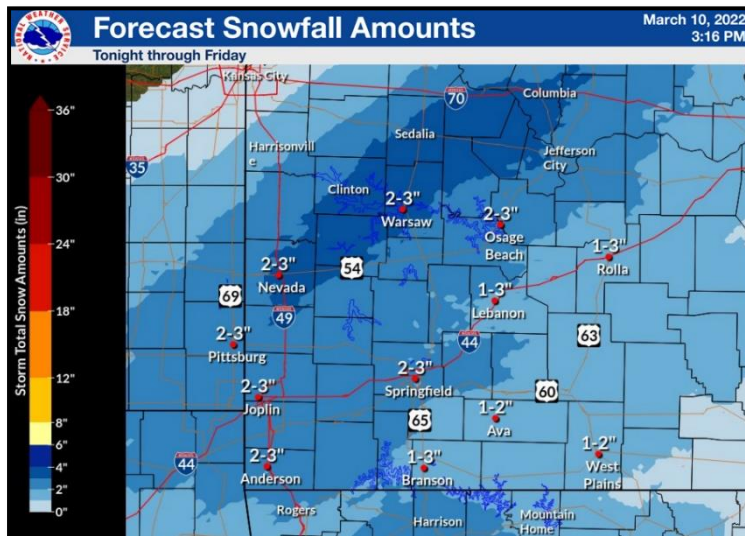 NATIONAL WEATHER SERVICE
Forecast Snowfall Amounts
March 10, 2022
3:16 PM
Tonight through Friday
Storm Total Snow Amounts (in)
36"
30"
24"
18"
12"
8"
6"
4"
2"
0"
Kansas City
70
Columbia
35
Harrisonvill
e
Sedalia
Jefferson
City
Clinton
2-3"
Warsaw
2-3"
Osage
Beach
1-3"
Rolla
2-3"
Nevada
54
69
49
1-3"
Lebanon
63
2-3"
Pittsburg
44
2-3"
Springfield
2-3"
Joplin
60
65
1-2"
Ava
44
2-3"
Anderson
1-3"
Branson
1-2"
West
Plains
Rogers
Harrison
Mountain
Home